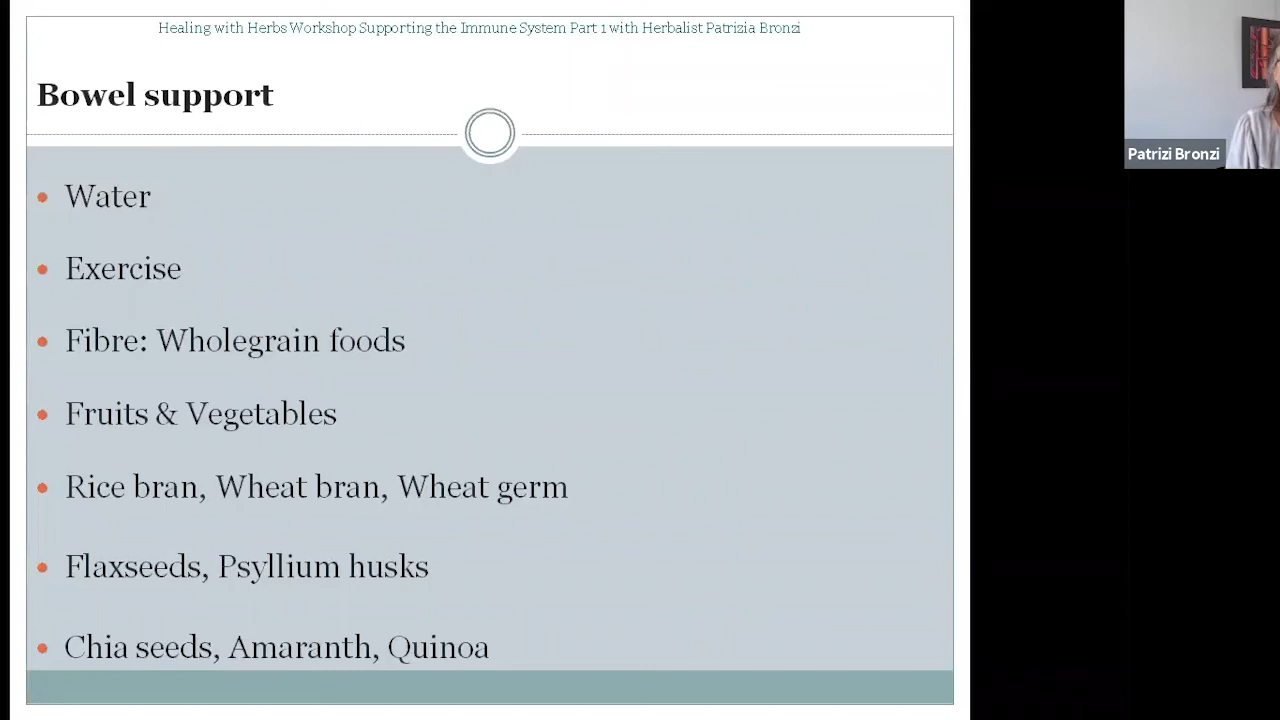 Healing with Herbs Workshop Supporting the Immune System Part 1 with Herbalist Patrizia Bronzi
Bowel support
Patrizi Bronzi
• Water
• Exercise
• Fibre: Wholegrain foods
• Fruits & Vegetables
• Rice bran, Wheat bran, Wheat germ
• Flaxseeds, Psyllium husks
• Chia seeds, Amaranth, Quinoa